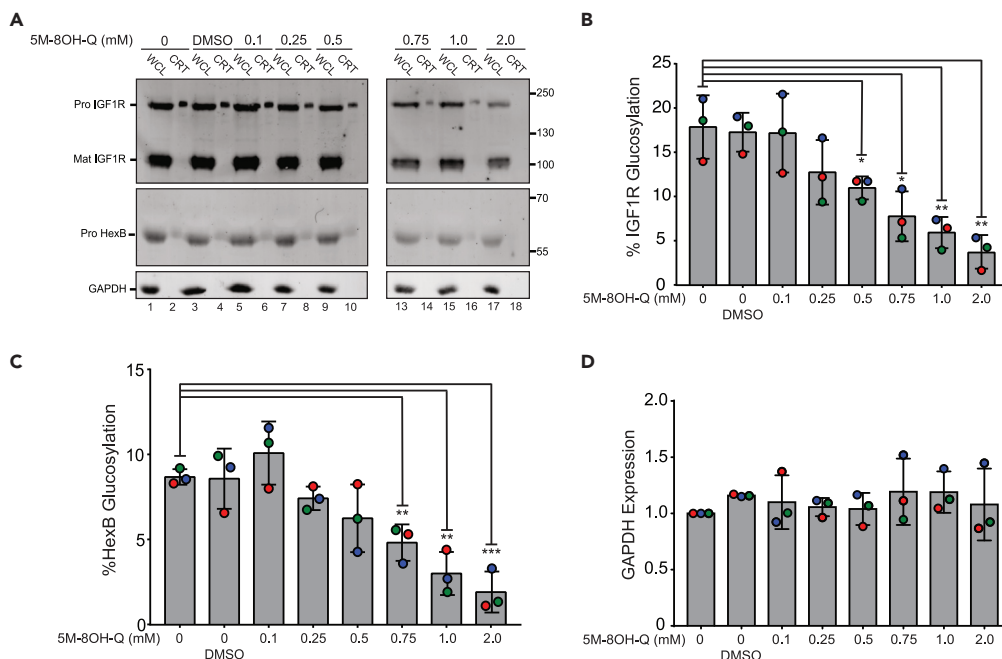 A
5M-8OH-Q (mM) 0 DMSO 0.1 0.25 0.5 0.75 1.0 2.0
WCL CRT WCL CRT WCL CRT WCL CRT WCL CRT WCL CRT WCL CRT WCL CRT
Pro IGF1R
Mat IGF1R
Pro HexB
GAPDH
250
130
100
70
55
1 2 3 4 5 6 7 8 9 10 13 14 15 16 17 18
B
% IGF1R Glucosylation
25
20
15
10
5
0
* * ** **
5M-8OH-Q (mM) 0 0 0.1 0.25 0.5 0.75 1.0 2.0
DMSO
C
%HexB Glucosylation
15
10
5
0
** ** ***
5M-8OH-Q (mM) 0 0 0.1 0.25 0.5 0.75 1.0 2.0
DMSO
D
GAPDH Expression
2.0
1.5
1.0
0.5
0
5M-8OH-Q (mM) 0 0 0.1 0.25 0.5 0.75 1.0 2.0
DMSO